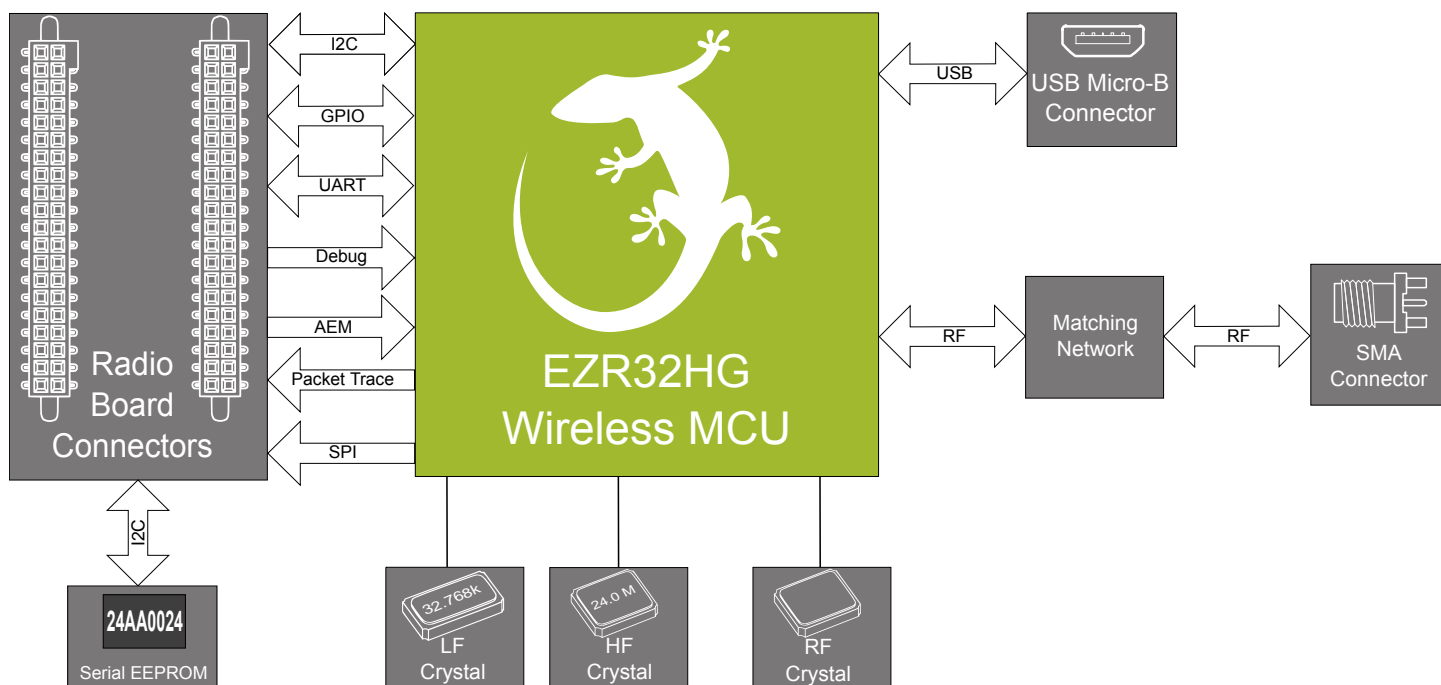 I2C
GPIO
UART
Debug
AEM
Packet Trace
SPI
Radio
Board
Connectors
I2C
24AA0024
Serial EEPROM
EZR32HG
Wireless MCU
32.768k
LF
Crystal
24.0 M
HF
Crystal
RF
Crystal
USB
USB Micro-B
Connector
RF
Matching
Network
RF
SMA
Connector